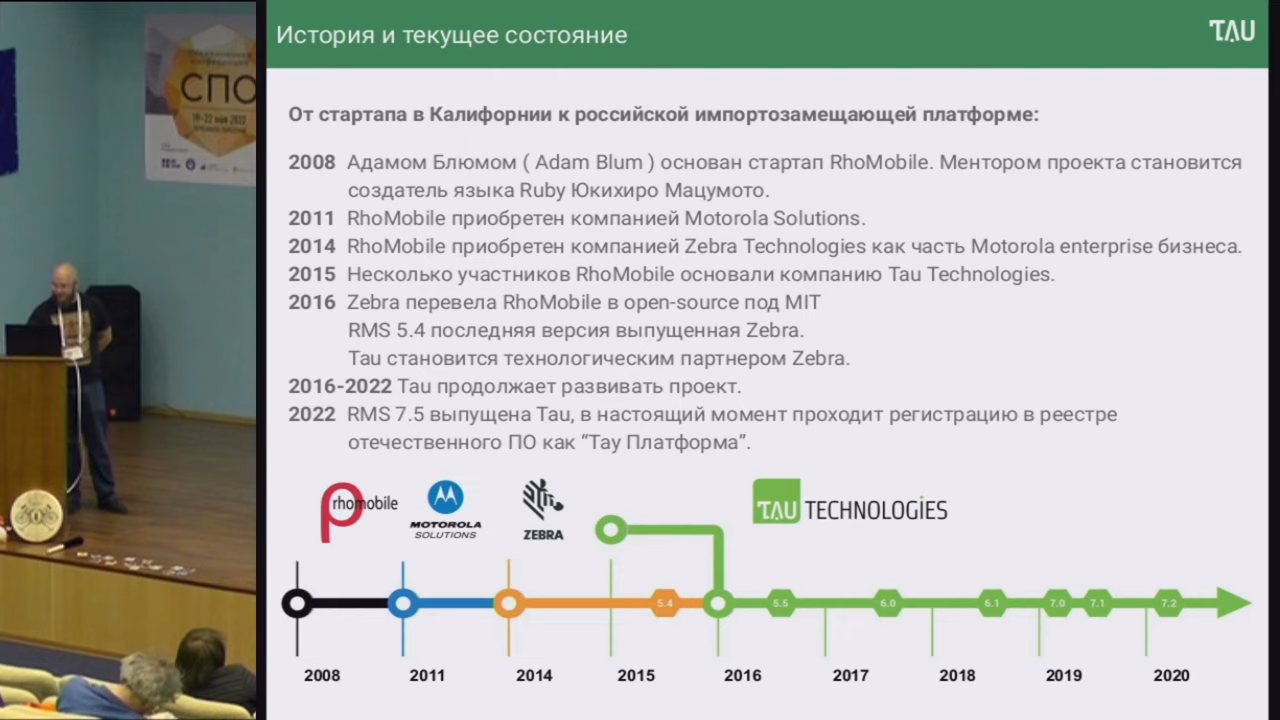 История и текущее состояние
TAU
СПО
19-22 мая 2022
От стартапа в Калифорнии к российской импортозамещающей платформе:
2008 Адамом Блюмом ( Adam Blum ) основан стартап RhoMobile. Ментором проекта становится
создатель языка Ruby Юкихиро Мацумото.
2011 RhoMobile приобретен компанией Motorola Solutions.
2014 RhoMobile приобретен компанией Zebra Technologies как часть Motorola enterprise бизнеса.
2015 Несколько участников RhoMobile основали компанию Tau Technologies.
2016 Zebra перевела RhoMobile в open-source под MIT
RMS 5.4 последняя версия выпущенная Zebra.
Tau становится технологическим партнером Zebra.
2016-2022 Tau продолжает развивать проект.
2022 RMS 7.5 выпущена Tau, в настоящий момент проходит регистрацию в реестре
отечественного ПО как “Тау Платформа”.
rhomobile
MOTOROLA
SOLUTIONS
ZEBRA
TAU TECHNOLOGIES
5.4 5.5 6.0 6.1 7.0 7.1 7.2
2008 2011 2014 2015 2016 2017 2018 2019 2020